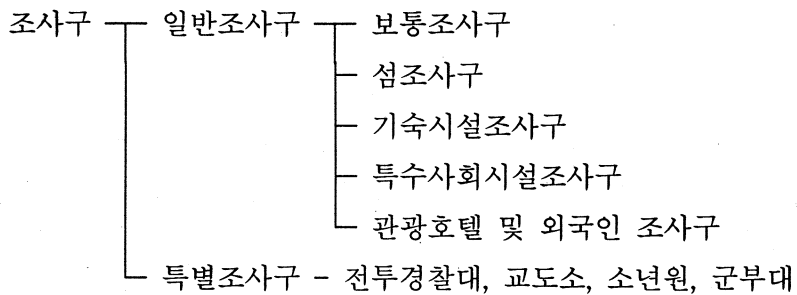 조사구 일반조사구 보통조사구
섬조사구
기숙시설조사구
특수사회시설조사구
관광호텔 및 외국인 조사구
특별조사구 - 전투경찰대, 교도소, 소년원, 군부대